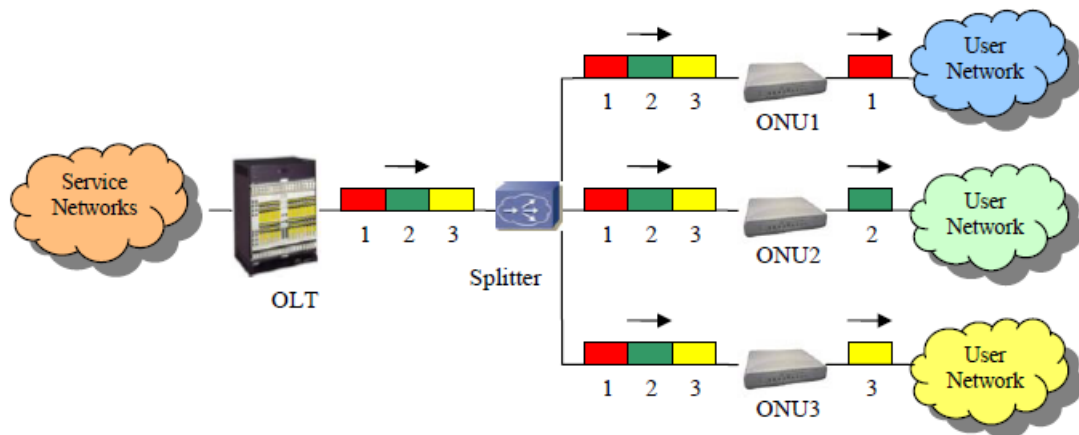 User
Network
1 2 3
1
ONU1
Service
Networks
User
Network
1 2 3
1 2 3
2
ONU2
OLT
Splitter
User
Network
1 2 3
3
ONU3